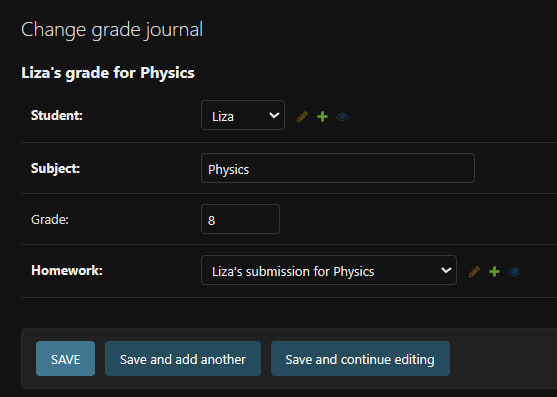 Change grade journal
Liza's grade for Physics
Student: Liza
Subject: Physics
Grade: 8
Homework: Liza's submission for Physics
SAVE Save and add another Save and continue editing